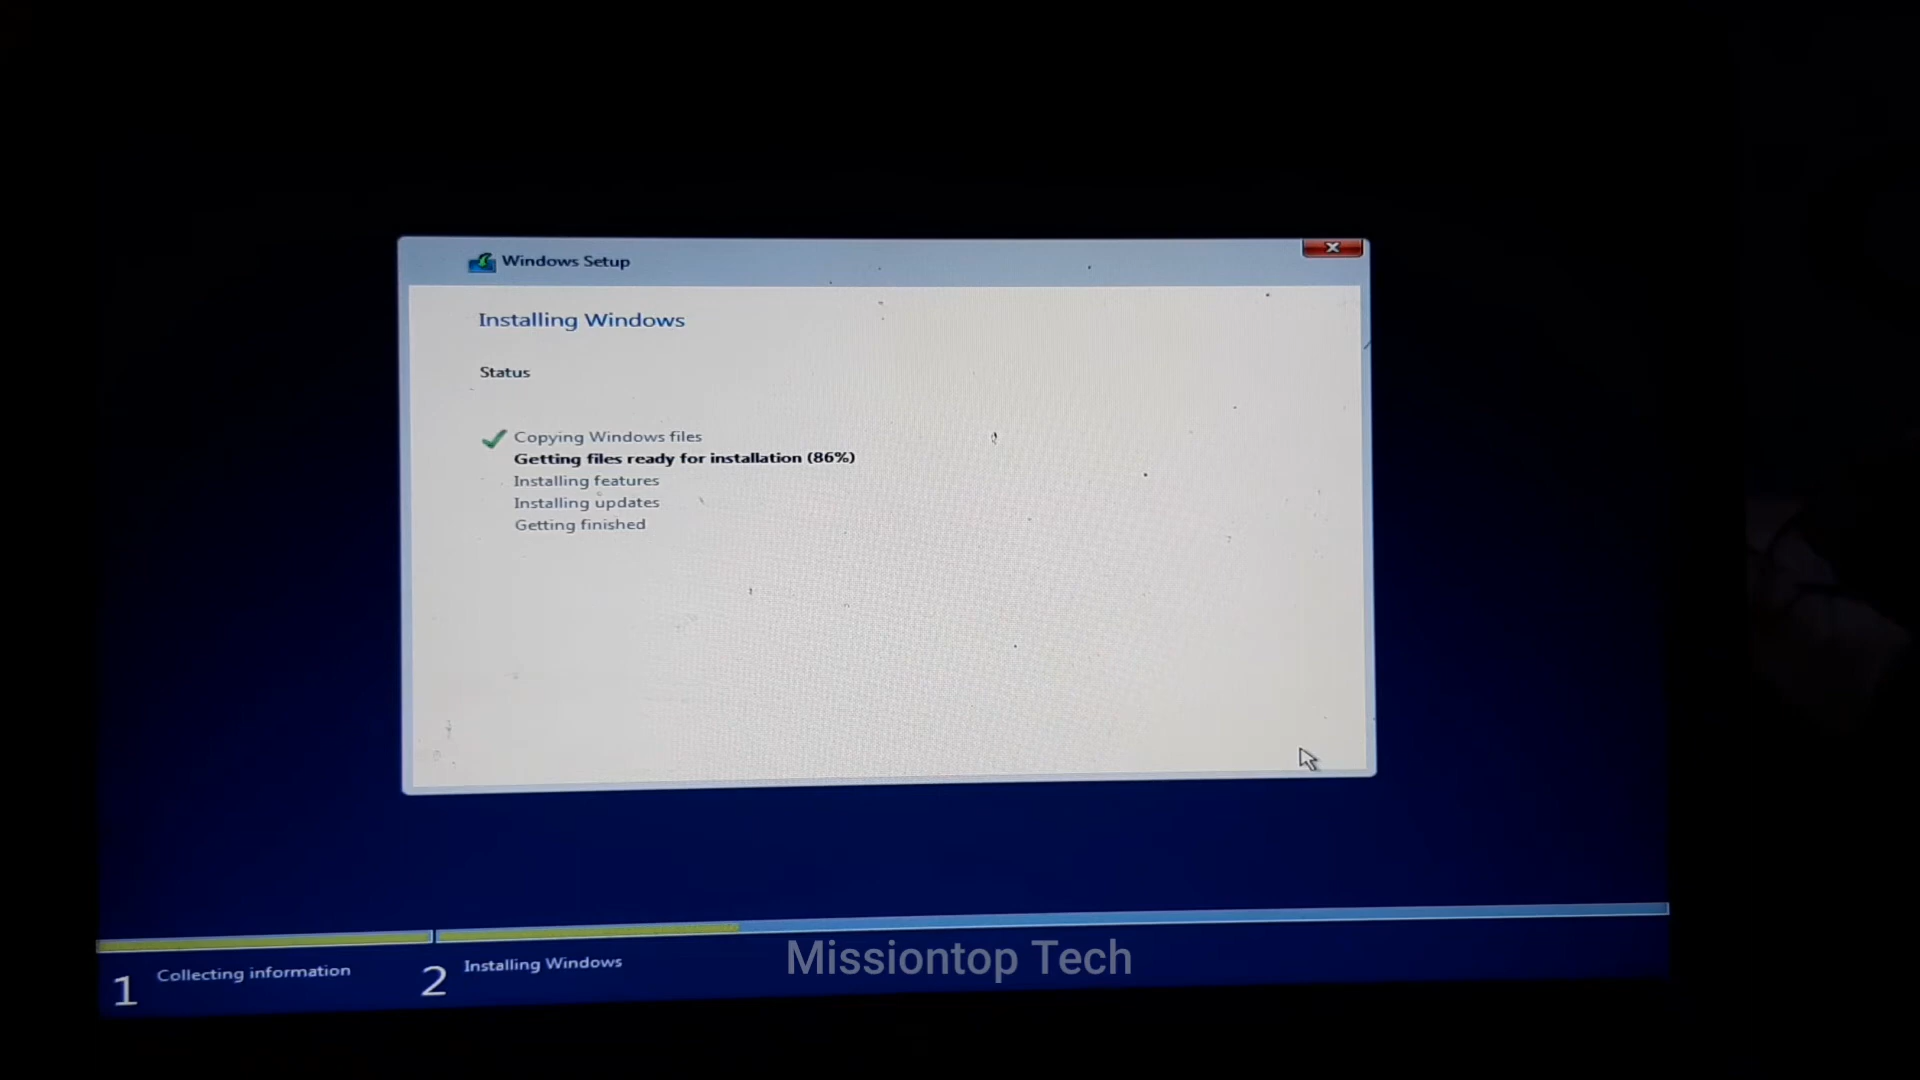 Windows Setup
Installing Windows
Status
Copying Windows files
Getting files ready for installation (86%)
Installing features
Installing updates
Getting finished
1 Collecting information
2 Installing Windows
Missiontop Tech